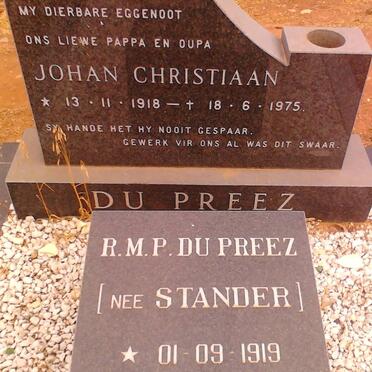 MY DIERBARE EGGENOOT
ONS LIEWE PAPPA EN OUPA
JOHAN CHRISTIAAN
★ 13 · 11 · 1918 – † 18 · 6 · 1975.
SY HANDE HET HY NOOIT GESPAAR.
GEWERK VIR ONS AL WAS DIT SWAAR.
DU PREEZ
R.M.P. DU PREEZ
[NEE STANDER]
★ 01-09-1919